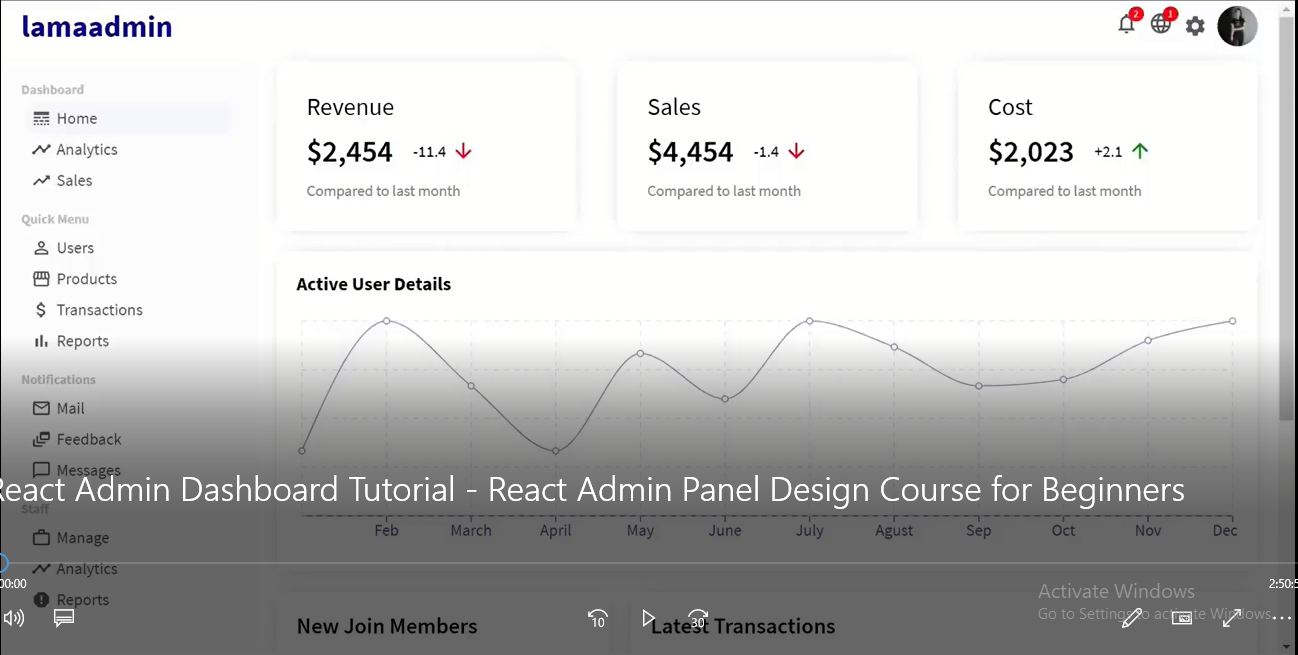 lamaadmin
2
1
Dashboard
Home
Analytics
Sales
Quick Menu
Users
Products
Transactions
Reports
Notifications
Mail
Feedback
Messages
Staff
Manage
Analytics
Reports
Revenue
$2,454 -11.4
Compared to last month
Sales
$4,454 -1.4
Compared to last month
Cost
$2,023 +2.1
Compared to last month
Active User Details
React Admin Dashboard Tutorial - React Admin Panel Design Course for Beginners
Feb March April May June July Agust Sep Oct Nov Dec
New Join Members
Latest Transactions
00:00
2:50:5
10
30
Activate Windows
Go to Settings to activate Windows.